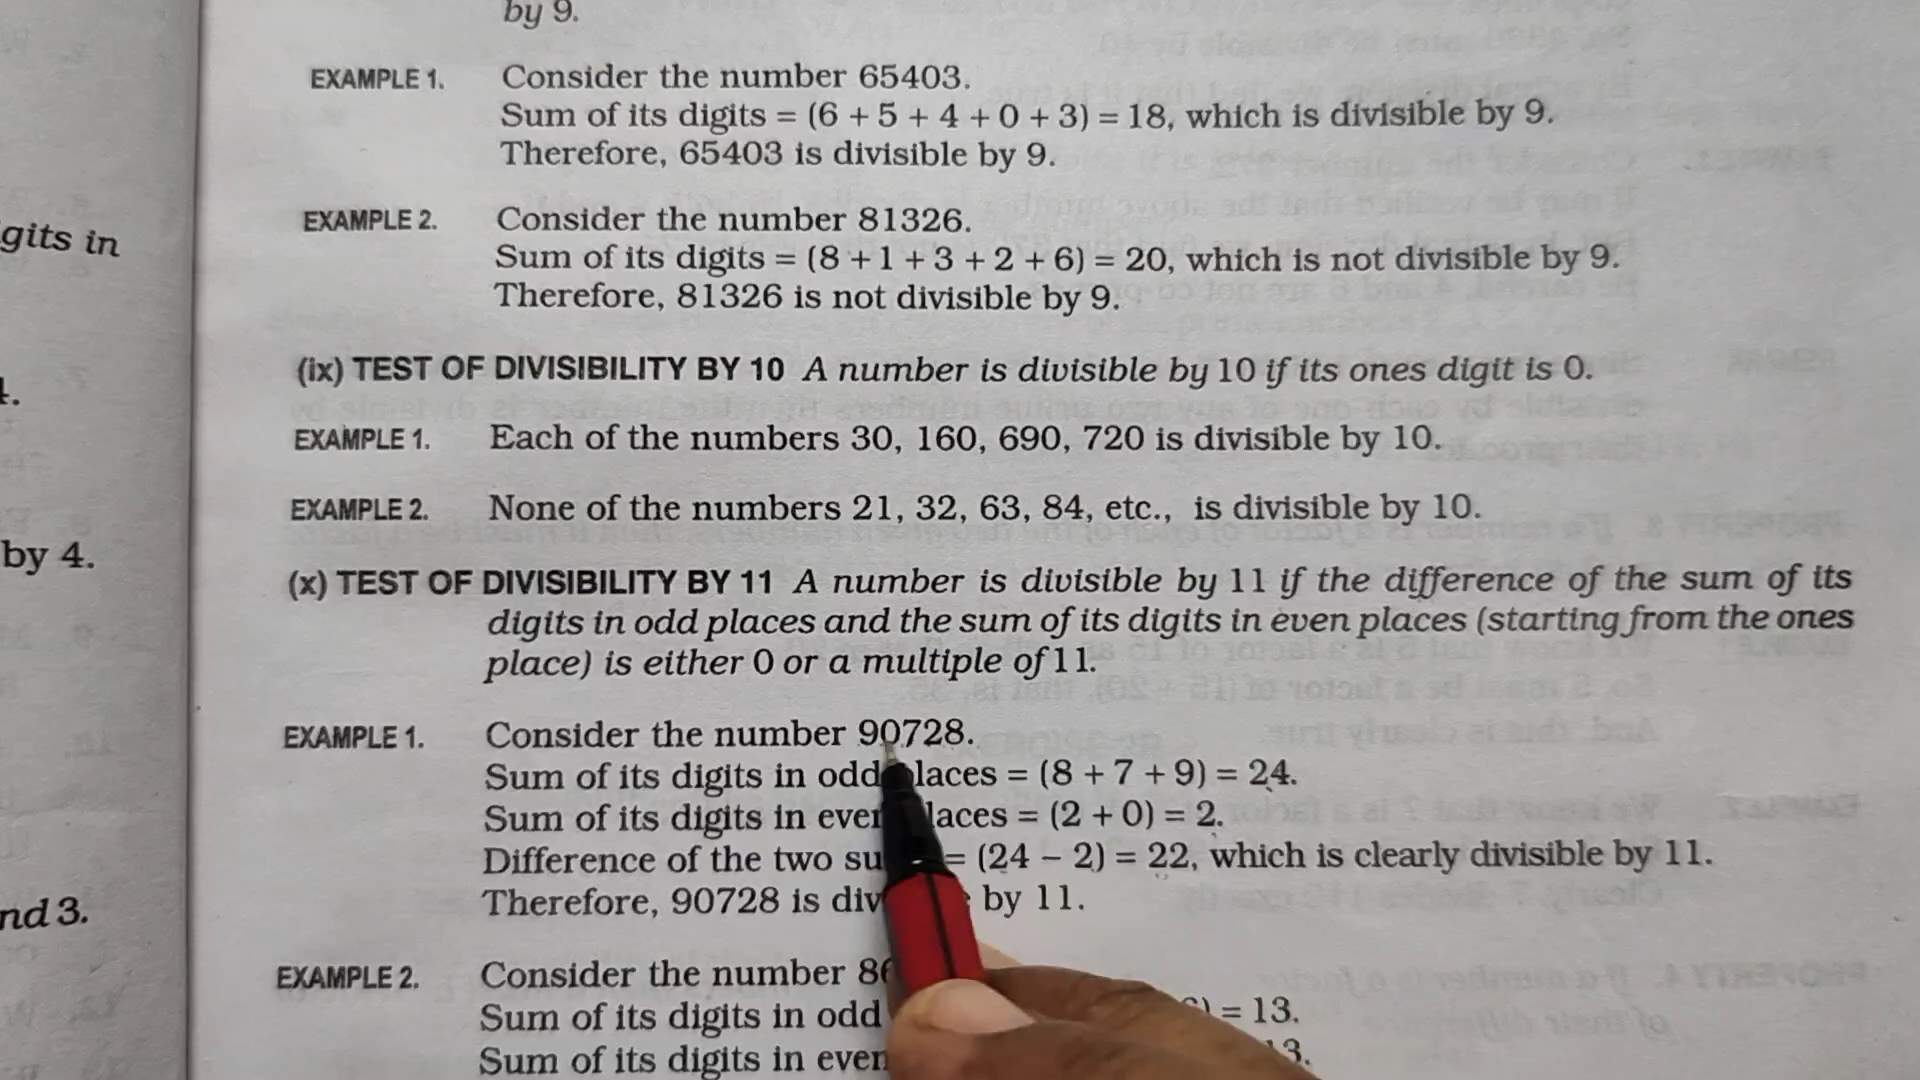 by 9.
EXAMPLE 1. Consider the number 65403.
Sum of its digits = (6 + 5 + 4 + 0 + 3) = 18, which is divisible by 9.
Therefore, 65403 is divisible by 9.
EXAMPLE 2. Consider the number 81326.
gits in
Sum of its digits = (8 + 1 + 3 + 2 + 6) = 20, which is not divisible by 9.
Therefore, 81326 is not divisible by 9.
(ix) TEST OF DIVISIBILITY BY 10 A number is divisible by 10 if its ones digit is 0.
EXAMPLE 1. Each of the numbers 30, 160, 690, 720 is divisible by 10.
EXAMPLE 2. None of the numbers 21, 32, 63, 84, etc., is divisible by 10.
by 4.
(x) TEST OF DIVISIBILITY BY 11 A number is divisible by 11 if the difference of the sum of its
digits in odd places and the sum of its digits in even places (starting from the ones
place) is either 0 or a multiple of 11.
EXAMPLE 1. Consider the number 90728.
Sum of its digits in odd laces = (8 + 7 + 9) = 24.
Sum of its digits in ever laces = (2 + 0) = 2.
Difference of the two su = (24 − 2) = 22, which is clearly divisible by 11.
Therefore, 90728 is div by 11.
nd 3.
EXAMPLE 2. Consider the number 86
Sum of its digits in odd ) = 13.
Sum of its digits in even 13.